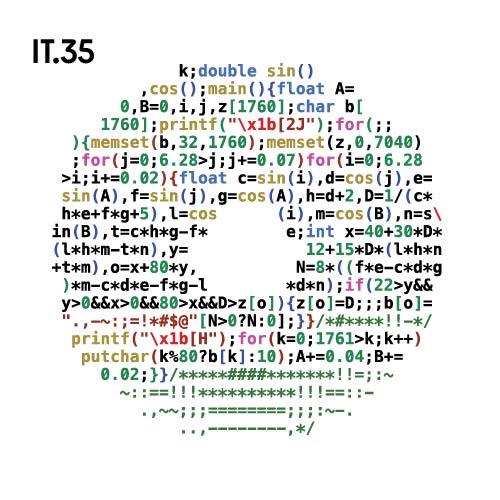 IT.35
k;double sin()
,cos();main(){float A=
0,B=0,i,j,z[1760];char b[
1760];printf("\x1b[2J");for(;;
){memset(b,32,1760);memset(z,0,7040)
;for(j=0;6.28>j;j+=0.07)for(i=0;6.28
>i;i+=0.02){float c=sin(i),d=cos(j),e=
sin(A),f=sin(j),g=cos(A),h=d+2,D=1/(c*
h*e+f*g+5),l=cos (i),m=cos(B),n=s\
in(B),t=c*h*g-f* e;int x=40+30*D*
(l*h*m-t*n),y= 12+15*D*(l*h*n
+t*m),o=x+80*y, N=8*((f*e-c*d*g
)*m-c*d*e-f*g-l *d*n);if(22>y&&
y>0&&x>0&&80>x&&D>z[o]){z[o]=D;;;b[o]=
".,-~:;=!*#$@"[N>0?N:0];}}/*#****!!-*/
printf("\x1b[H");for(k=0;1761>k;k++)
putchar(k%80?b[k]:10);A+=0.04;B+=
0.02;}}/*****####*******!!=;:~
~::==!!!**********!!!==::-
.,~~;;;========;;;:~-.
..,--------,*/